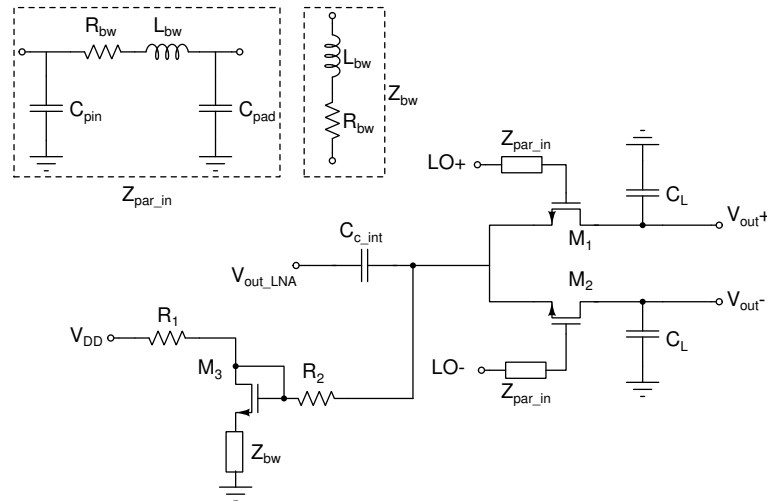 R_bw L_bw
C_pin C_pad
Z_par_in
L_bw
R_bw
Z_bw
Z_par_in
LO+
C_L
V_out+
M_1
C_c_int
V_out_LNA
M_2
V_out-
C_L
LO-
Z_par_in
R_1
V_DD
M_3
R_2
Z_bw